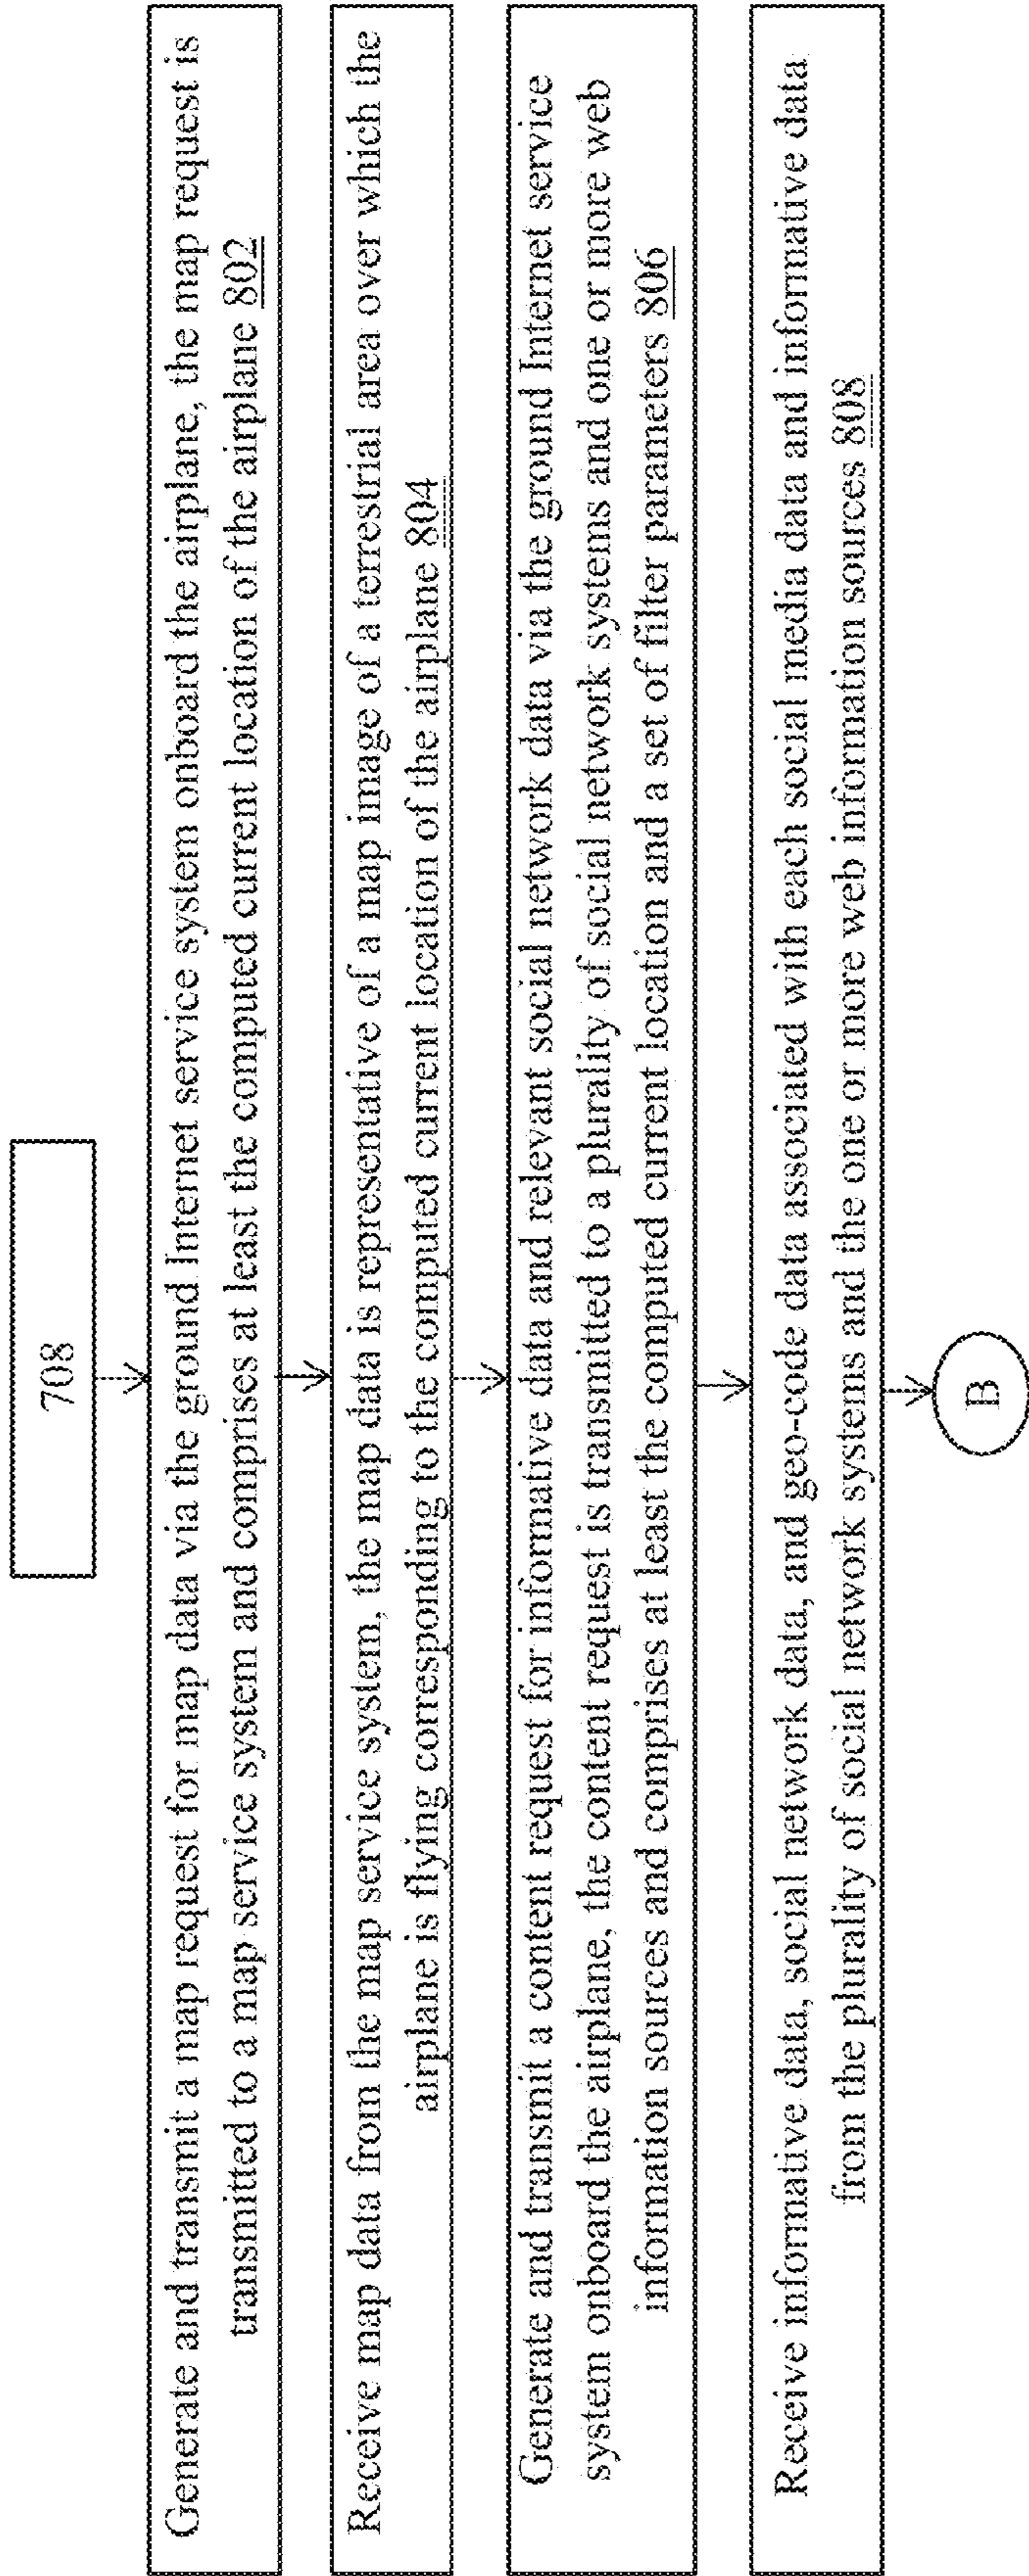 708
Generate and transmit a map request for map data via the ground Internet service system onboard the airplane, the map request is
transmitted to a map service system and comprises at least the computed current location of the airplane 802
Receive map data from the map service system, the map data is representative of a map image of a terrestrial area over which the
airplane is flying corresponding to the computed current location of the airplane 804
Generate and transmit a content request for informative data and relevant social network data via the ground Internet service
system onboard the airplane, the content request is transmitted to a plurality of social network systems and one or more web
information sources and comprises at least the computed current location and a set of filter parameters 806
Receive informative data, social network data, and geo-code data associated with each social media data and informative data
from the plurality of social network systems and the one or more web information sources 808
B